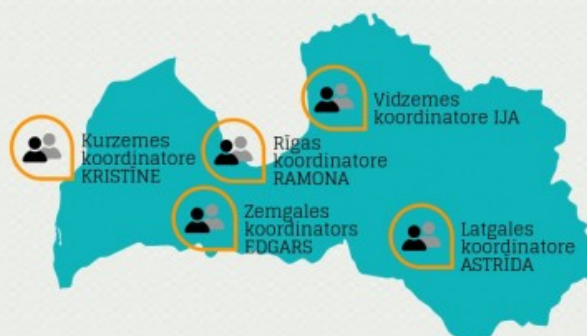 Vidzemes
koordinatore IJA
Kurzemes
koordinatore
KRISTĪNE
Rīgas
koordinatore
RAMONA
Zemgales
koordinators
EDGARS
Latgales
koordinatore
ASTRĪDA